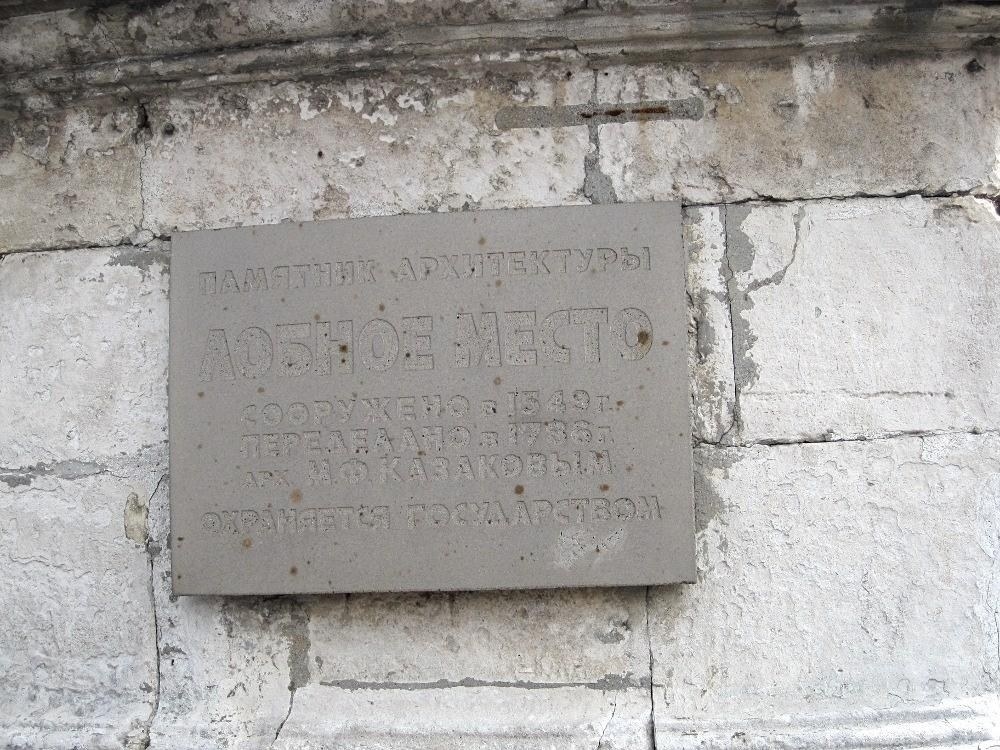 ПАМЯТНИК АРХИТЕКТУРЫ
ЛОБНОЕ МЕСТО
СООРУЖЕНО в 1549 г.
ПЕРЕДЕЛАНО в 1786 г.
АРХ. М.Ф. КАЗАКОВЫМ
ОХРАНЯЕТСЯ ГОСУДАРСТВОМ